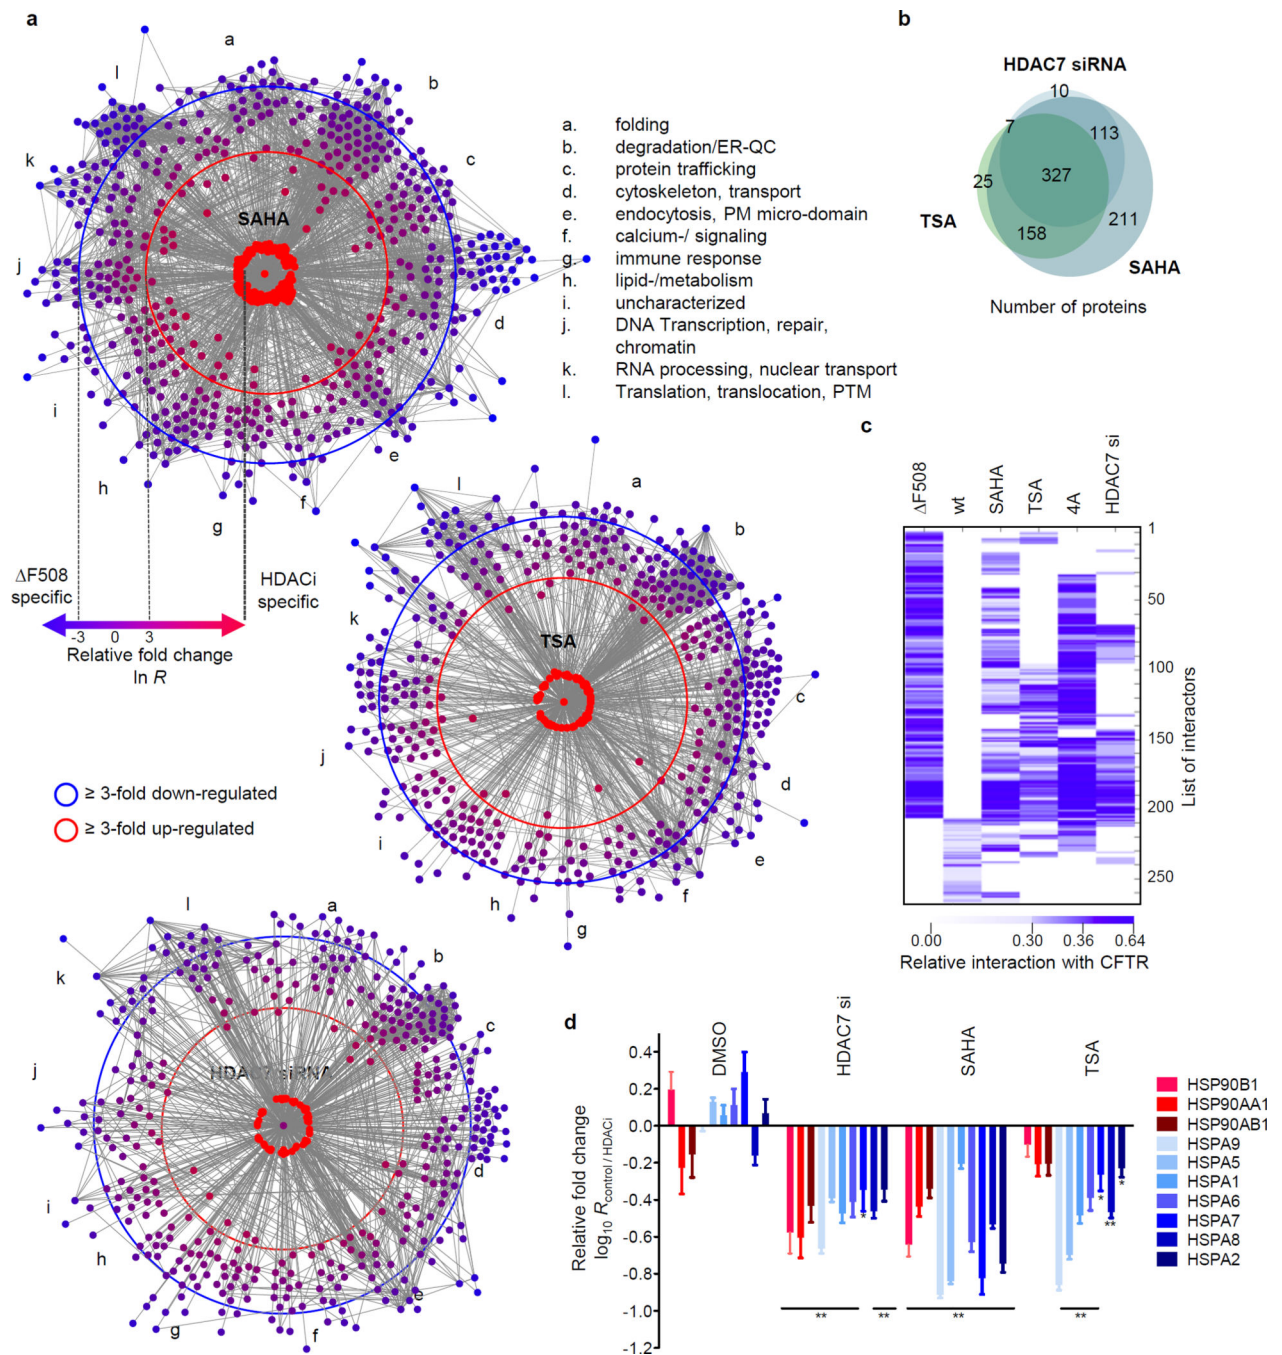 a
a
b
c
d
e
f
g
h
i
j
k
l
SAHA
ΔF508
specific
HDACi
specific
-3 0 3
Relative fold change
ln R
≥ 3-fold down-regulated
≥ 3-fold up-regulated
a. folding
b. degradation/ER-QC
c. protein trafficking
d. cytoskeleton, transport
e. endocytosis, PM micro-domain
f. calcium-/ signaling
g. immune response
h. lipid-/metabolism
i. uncharacterized
j. DNA Transcription, repair,
chromatin
k. RNA processing, nuclear transport
l. Translation, translocation, PTM
a
b
c
d
e
f
g
h
i
j
k
l
TSA
a
b
c
d
e
f
g
h
i
j
k
l
HDAC7 siRNA
b
HDAC7 siRNA
10
7
113
327
25
TSA
158
211
SAHA
Number of proteins
c
ΔF508
wt
SAHA
TSA
4A
HDAC7 si
1
50
100
150
200
250
List of interactors
0.00 0.30 0.36 0.64
Relative interaction with CFTR
d
DMSO
HDAC7 si
SAHA
TSA
Relative fold change
log10 Rcontrol / HDACi
0.4
0.2
0.0
-0.2
-0.4
-0.6
-0.8
-1.0
-1.2
*
*
**
*
**
**
**
**
HSP90B1
HSP90AA1
HSP90AB1
HSPA9
HSPA5
HSPA1
HSPA6
HSPA7
HSPA8
HSPA2